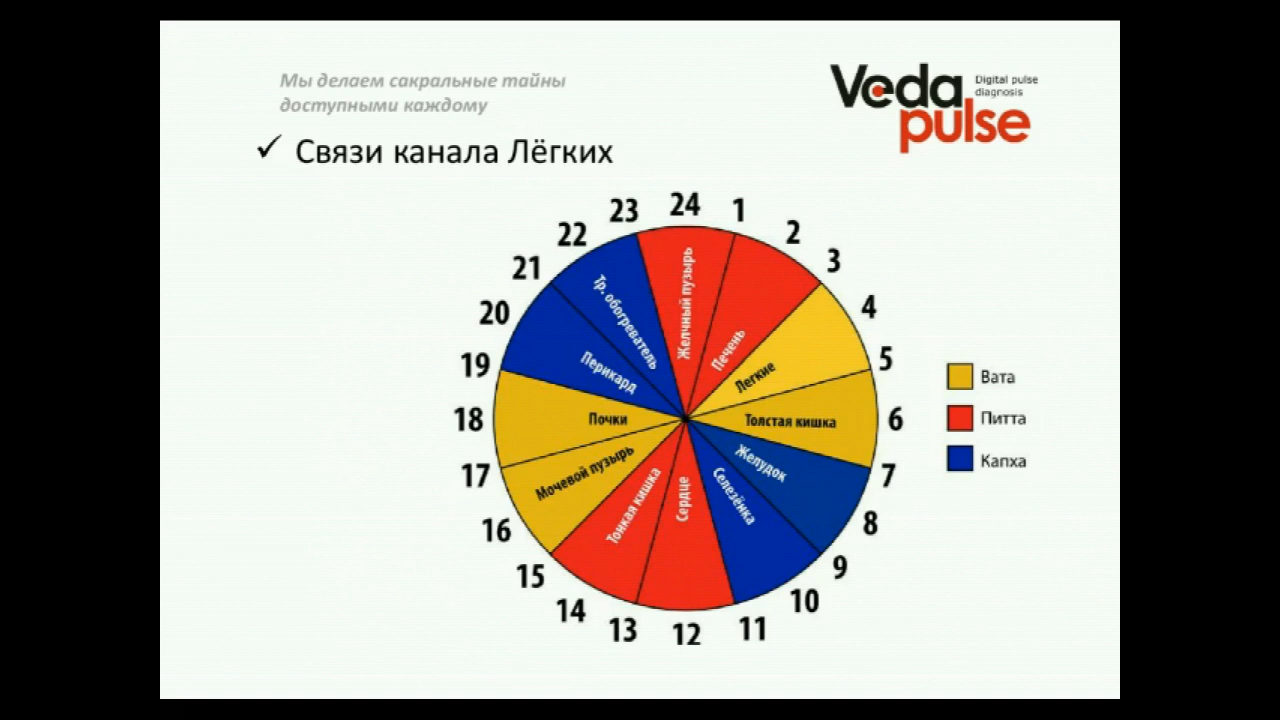 Мы делаем сакральные тайны
доступными каждому
Veda
pulse
Digital pulse
diagnosis
✓ Связи канала Лёгких
24
1
2
3
4
5
6
7
8
9
10
11
12
13
14
15
16
17
18
19
20
21
22
23
Желчный пузырь
Печень
Легкие
Толстая кишка
Желудок
Селезёнка
Сердце
Тонкая кишка
Мочевой пузырь
Почки
Перикард
Тр. обогреватель
Вата
Питта
Капха